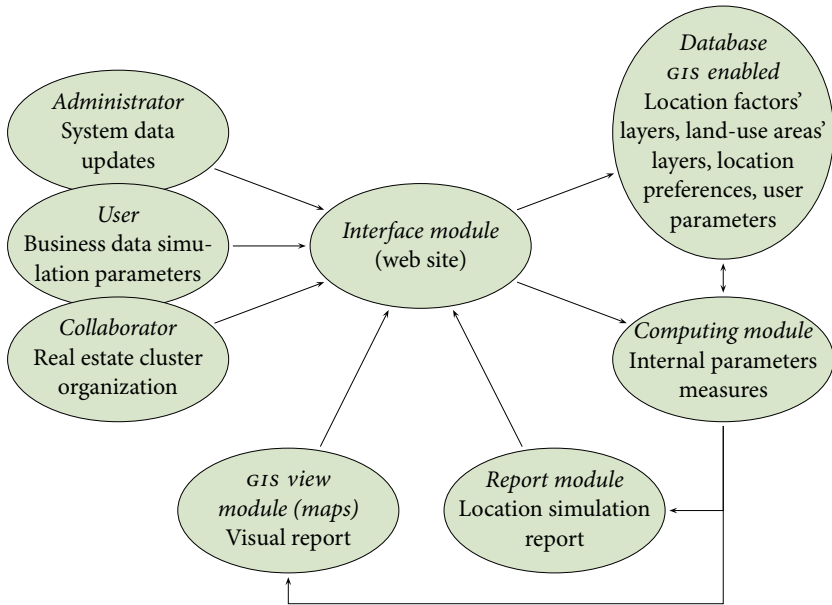 Administrator
System data
updates
User
Business data simu-
lation parameters
Collaborator
Real estate cluster
organization
Interface module
(web site)
Database
GIS enabled
Location factors’
layers, land-use areas’
layers, location
preferences, user
parameters
Computing module
Internal parameters
measures
GIS view
module (maps)
Visual report
Report module
Location simulation
report